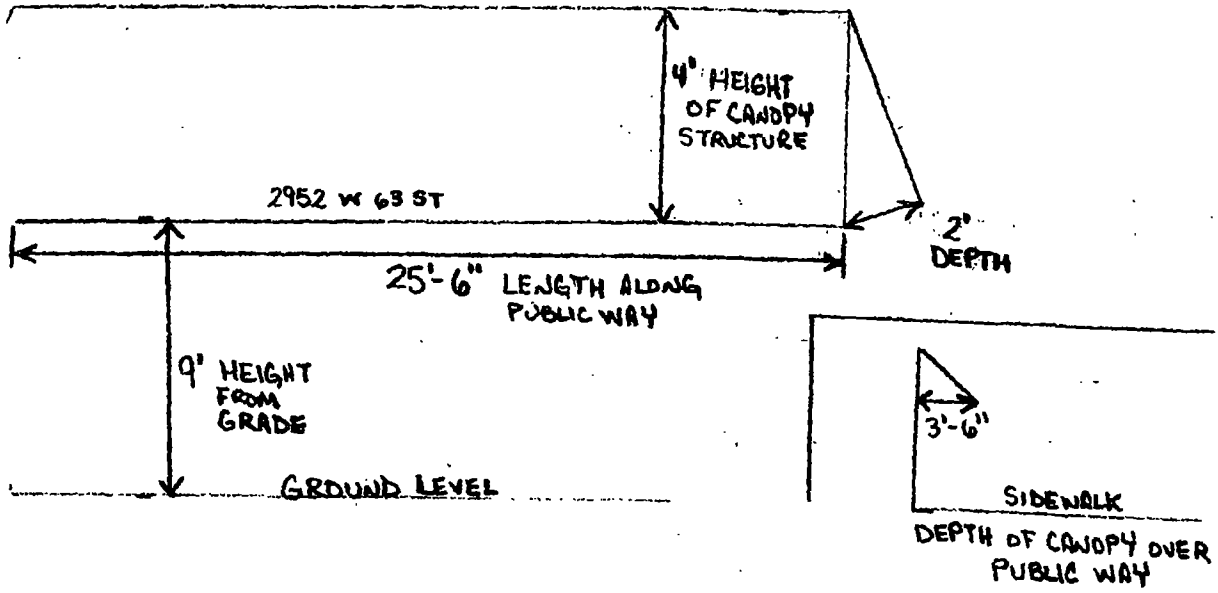 4' HEIGHT
OF CANOPY
STRUCTURE
2952 W 63 ST
2'
DEPTH
25'-6" LENGTH ALONG
PUBLIC WAY
9' HEIGHT
FROM
GRADE
GROUND LEVEL
3'-6"
SIDEWALK
DEPTH OF CANOPY OVER
PUBLIC WAY